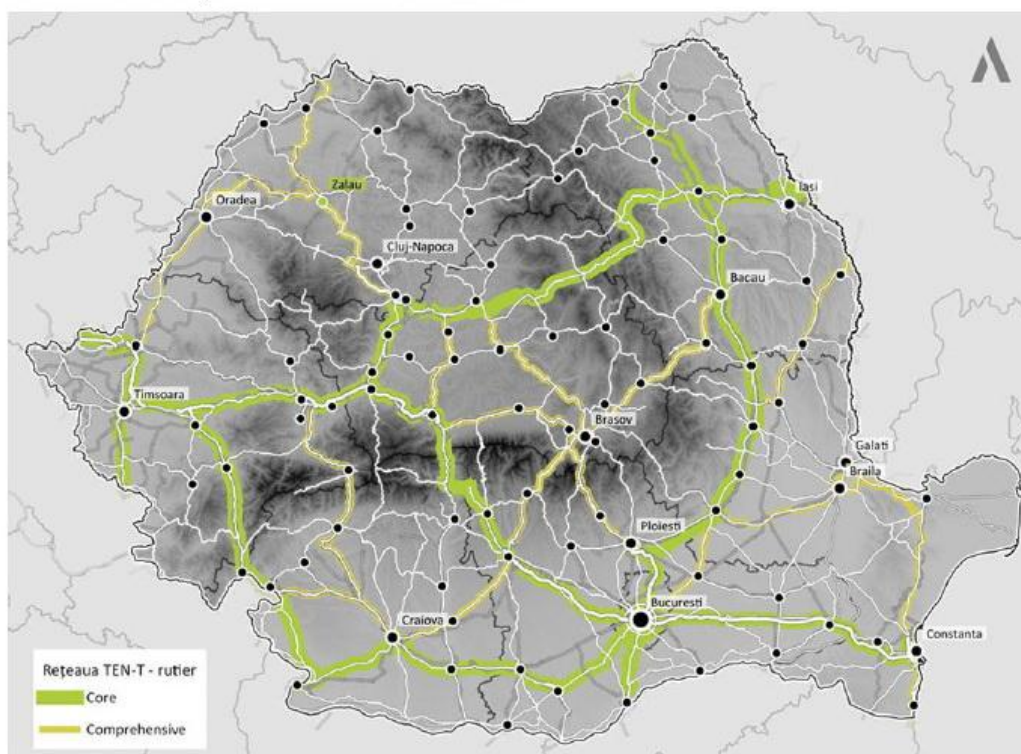 Zalau
Iasi
Oradea
Cluj-Napoca
Bacau
Timsoara
Brasov
Galati
Braila
Ploiesti
Bucuresti
Craiova
Constanta
Rețeaua TEN-T - rutier
Core
Comprehensive